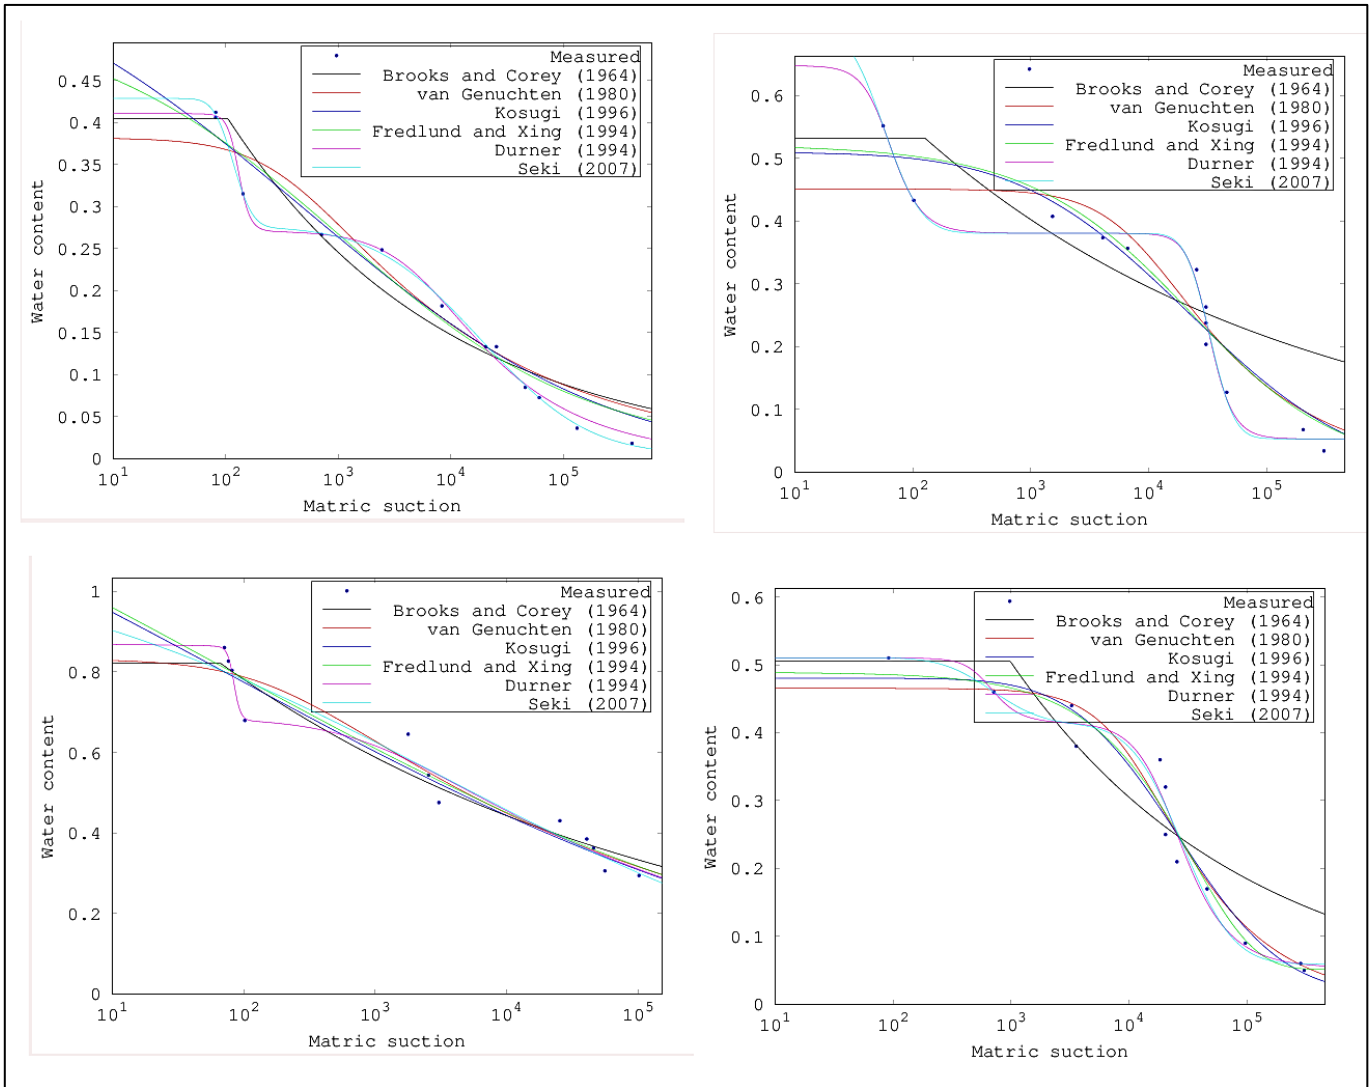 Measured
Brooks and Corey (1964)
van Genuchten (1980)
Kosugi (1996)
Fredlund and Xing (1994)
Durner (1994)
Seki (2007)
0.45
0.4
0.35
0.3
0.25
0.2
0.15
0.1
0.05
0
Water content
10^1 10^2 10^3 10^4 10^5
Matric suction
Measured
Brooks and Corey (1964)
van Genuchten (1980)
Kosugi (1996)
Fredlund and Xing (1994)
Durner (1994)
Seki (2007)
0.6
0.5
0.4
0.3
0.2
0.1
0
Water content
10^1 10^2 10^3 10^4 10^5
Matric suction
Measured
Brooks and Corey (1964)
van Genuchten (1980)
Kosugi (1996)
Fredlund and Xing (1994)
Durner (1994)
Seki (2007)
1
0.8
0.6
0.4
0.2
0
Water content
10^1 10^2 10^3 10^4 10^5
Matric suction
Measured
Brooks and Corey (1964)
van Genuchten (1980)
Kosugi (1996)
Fredlund and Xing (1994)
Durner (1994)
Seki (2007)
0.6
0.5
0.4
0.3
0.2
0.1
0
Water content
10^1 10^2 10^3 10^4 10^5
Matric suction